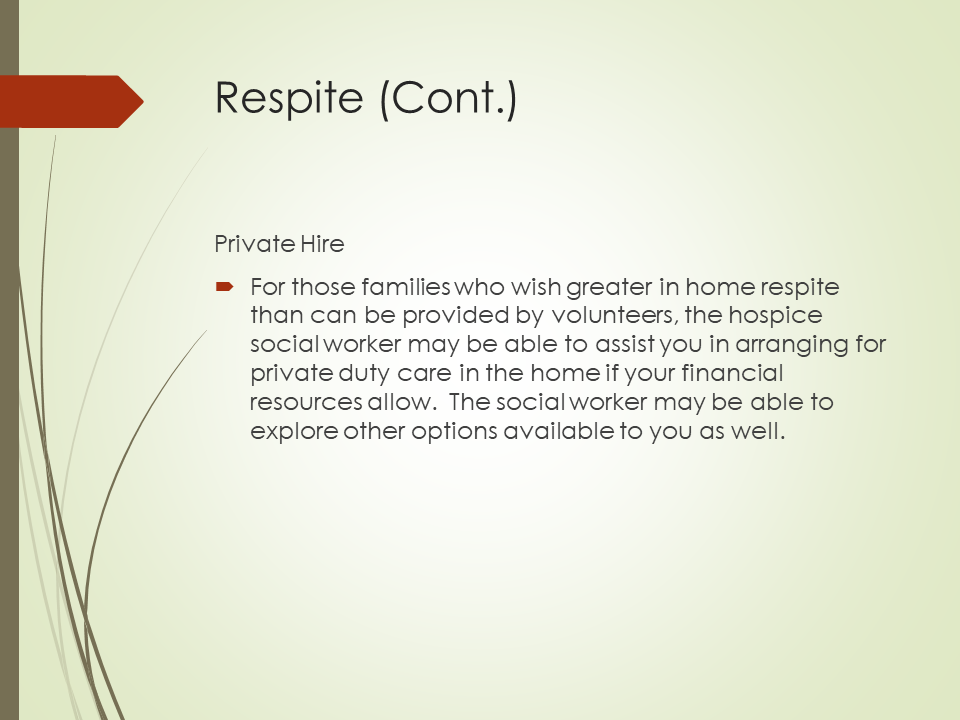 Respite (Cont.)
Private Hire
For those families who wish greater in home respite
than can be provided by volunteers, the hospice
social worker may be able to assist you in arranging for
private duty care in the home if your financial
resources allow.  The social worker may be able to
explore other options available to you as well.